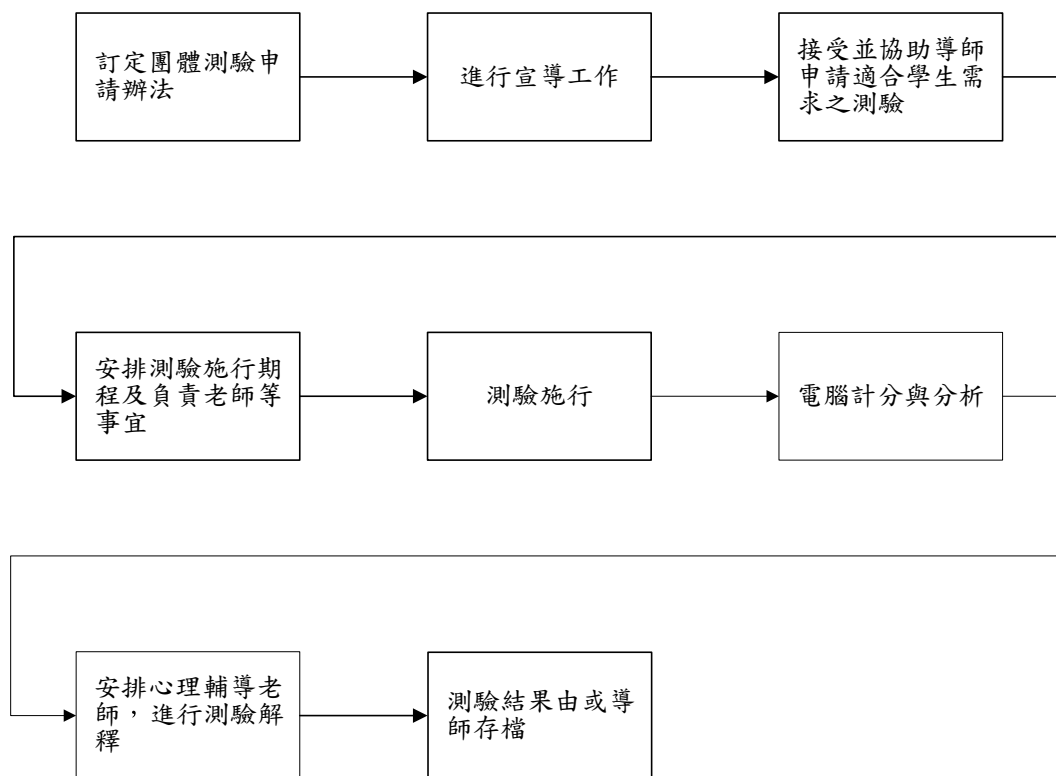 訂定團體測驗申
請辦法
進行宣導工作
接受並協助導師
申請適合學生需
求之測驗
安排測驗施行期
程及負責老師等
事宜
測驗施行
電腦計分與分析
安排心理輔導老
師，進行測驗解
釋
測驗結果由或導
師存檔